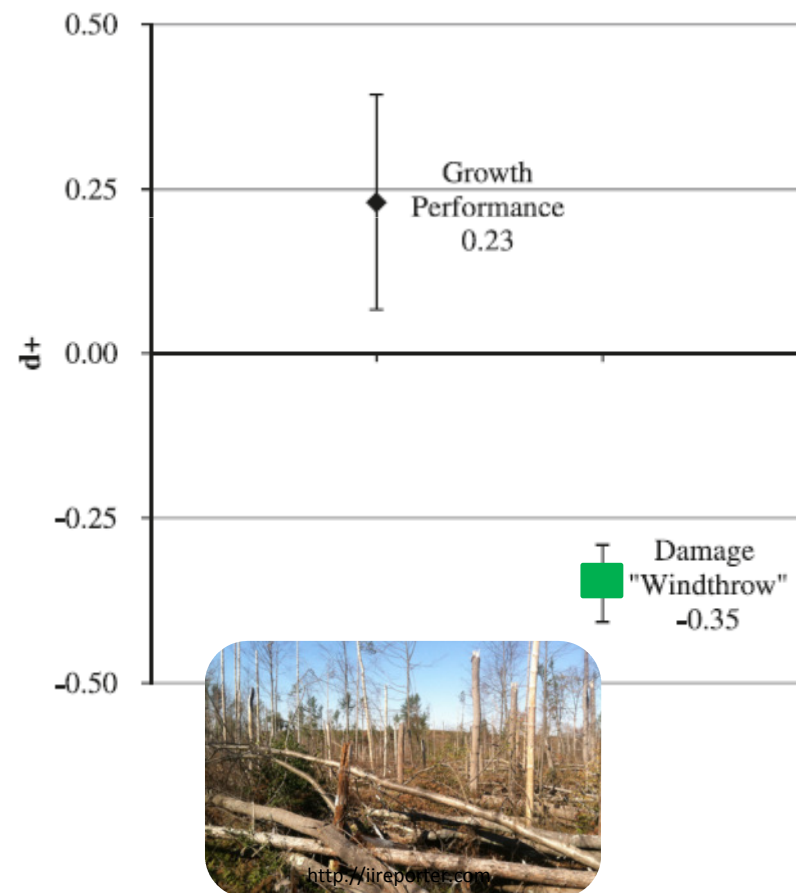 0.50
0.25
0.00
-0.25
-0.50
d+
Growth
Performance
0.23
Damage
"Windthrow"
-0.35
http://iireporter.com